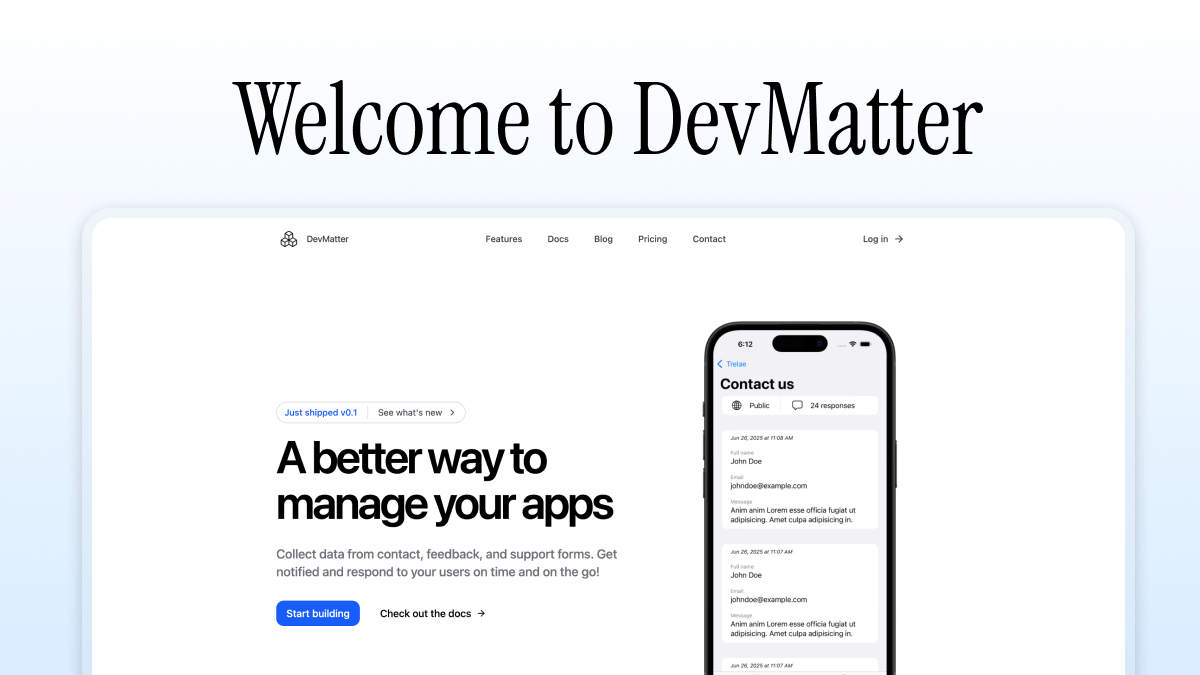 Welcome to DevMatter
DevMatter
Features
Docs
Blog
Pricing
Contact
Log in
Just shipped v0.1
See what's new
A better way to
manage your apps
Collect data from contact, feedback, and support forms. Get
notified and respond to your users on time and on the go!
Start building
Check out the docs
6:12
Trelae
Contact us
Public
24 responses
Jun 26, 2025 at 11:08 AM
Full name
John Doe
Email
johndoe@example.com
Message
Anim anim Lorem esse officia fugiat ut
adipisicing. Amet culpa adipisicing in.
Jun 26, 2025 at 11:07 AM
Full name
John Doe
Email
johndoe@example.com
Message
Anim anim Lorem esse officia fugiat ut
adipisicing. Amet culpa adipisicing in.
Jun 26, 2025 at 11:07 AM